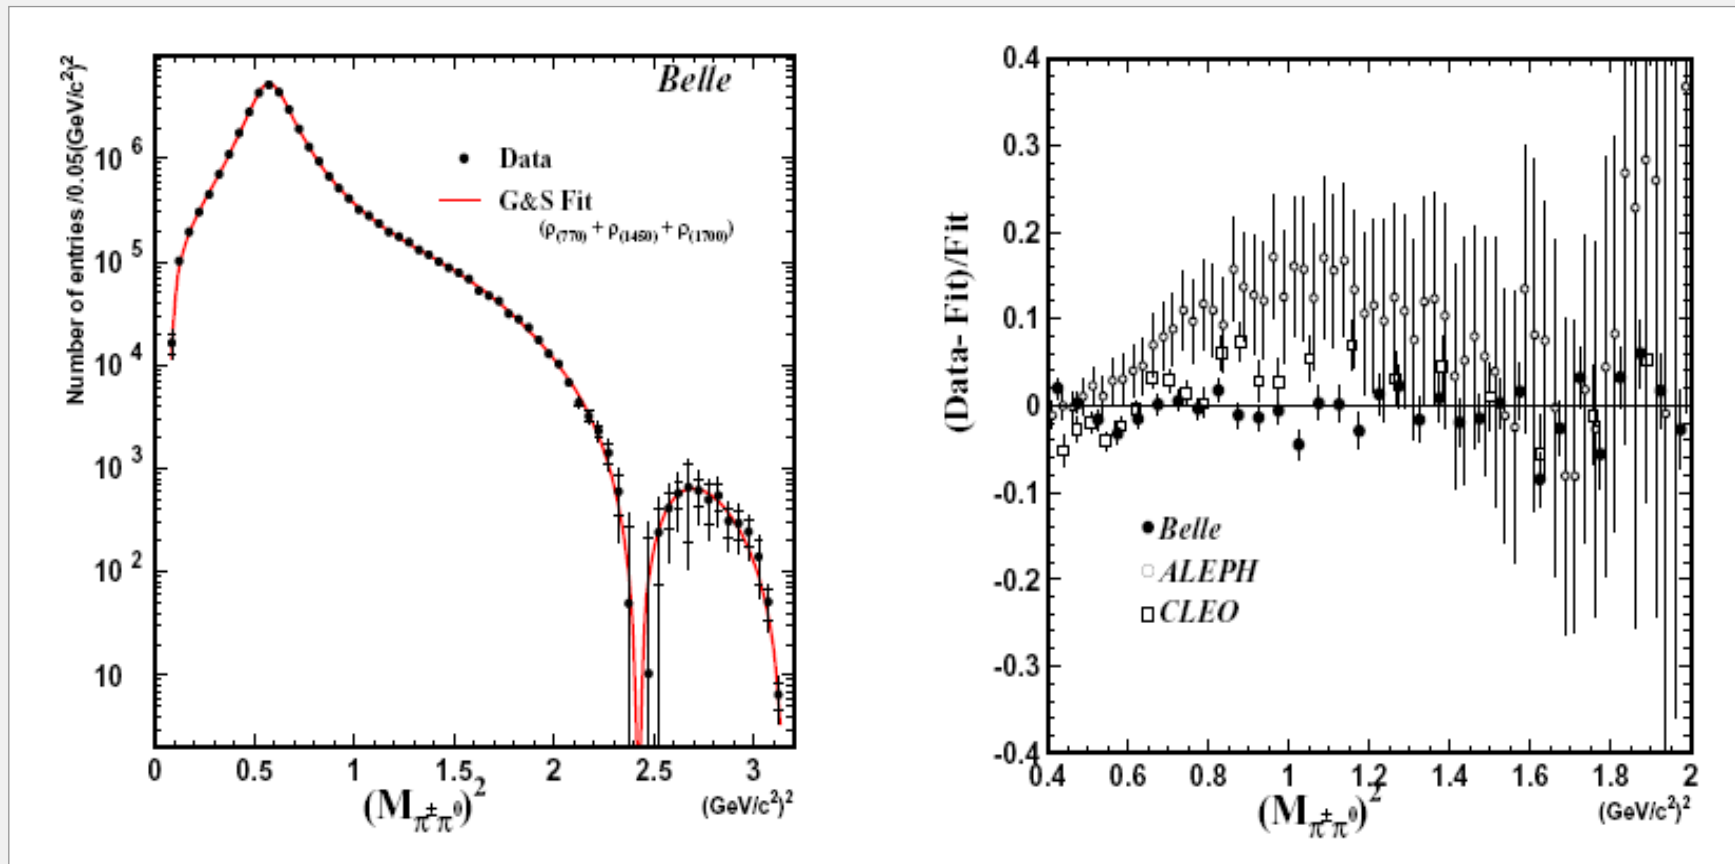 Belle
Number of entries /0.05(GeV/c²)²
Data
G&S Fit
(ρ(770) + ρ(1450) + ρ(1700))
10⁶
10⁵
10⁴
10³
10²
10
0 0.5 1 1.5 2 2.5 3
(M π±π⁰)² (GeV/c²)²
(Data- Fit)/Fit
0.4
0.3
0.2
0.1
0
-0.1
-0.2
-0.3
-0.4
Belle
ALEPH
CLEO
0.4 0.6 0.8 1 1.2 1.4 1.6 1.8 2
(M π±π⁰)² (GeV/c²)²